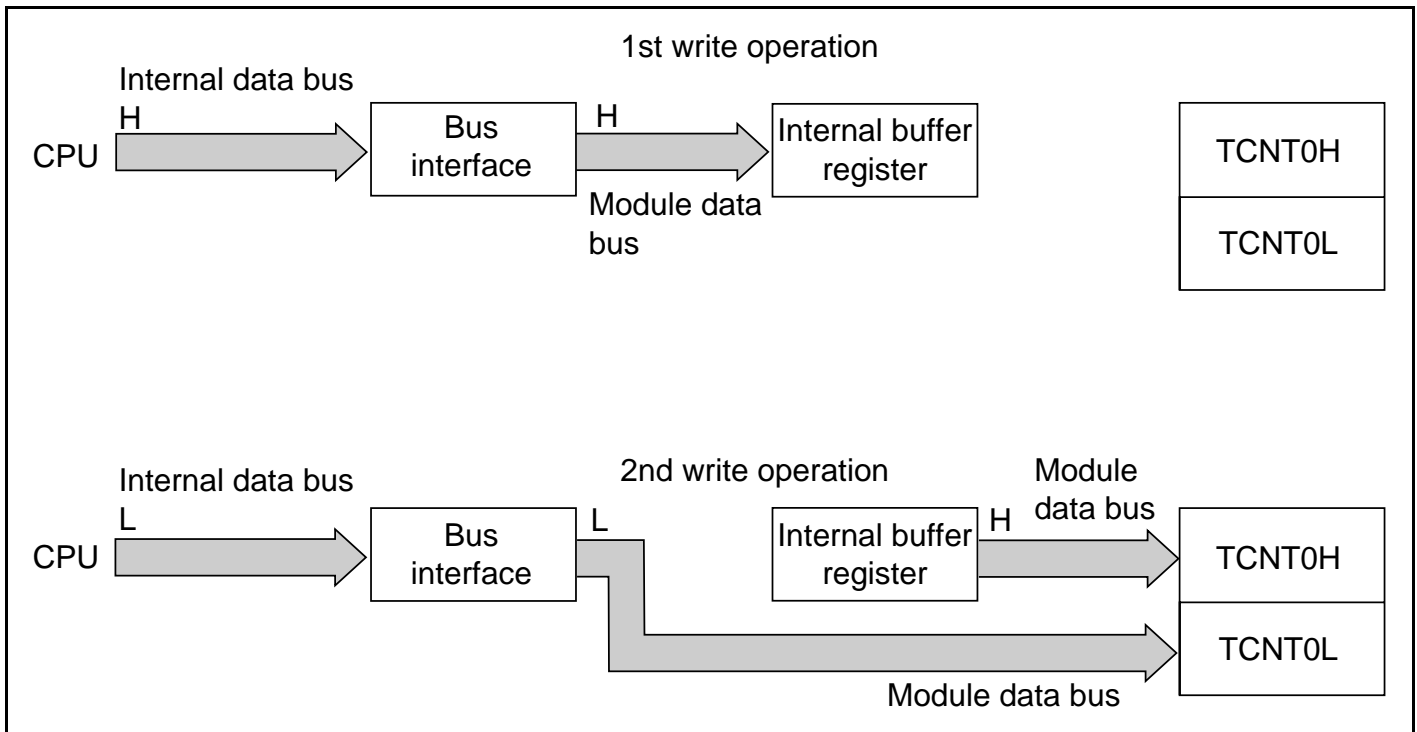 1st write operation
Internal data bus
H
CPU
Bus
interface
H
Module data
bus
Internal buffer
register
TCNT0H
TCNT0L
2nd write operation
Internal data bus
L
CPU
Bus
interface
L
Internal buffer
register
H
Module
data bus
TCNT0H
TCNT0L
Module data bus